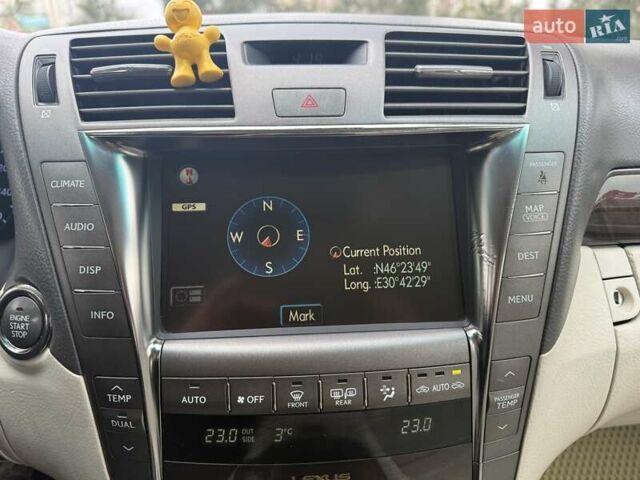 auto RIA.com
CLIMATE
AUDIO
DISP
INFO
ENGINE
START
STOP
TEMP
DUAL
GPS
N
W E
S
Current Position
Lat. :N46°23'49"
Long. :E30°42'29"
Mark
PASSENGER
MAP
VOICE
DEST
MENU
PASSENGER
TEMP
AUTO
OFF
FRONT
REAR
AUTO
23.0 OUT SIDE 3°C
23.0
LEXUS